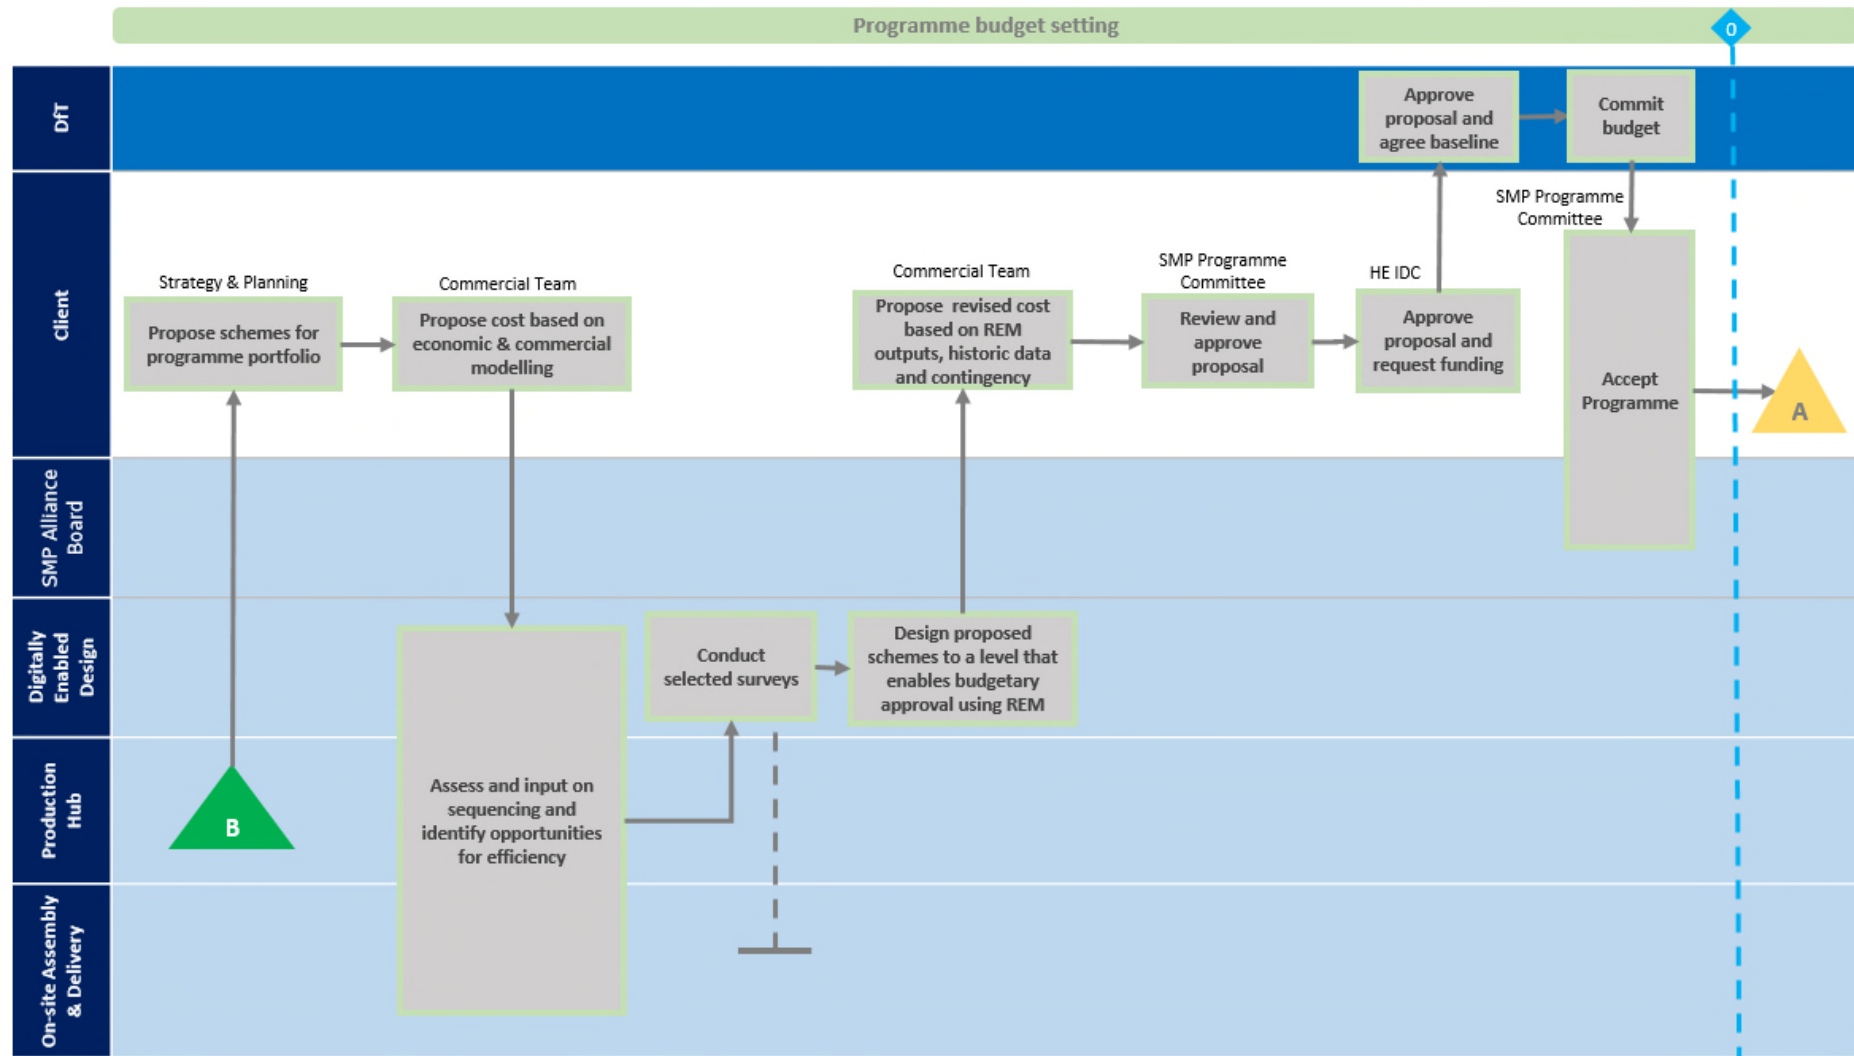 Programme budget setting
0
DfT
Approve
proposal and
agree baseline
Commit
budget
Client
Strategy & Planning
Propose schemes for
programme portfolio
Commercial Team
Propose cost based on
economic & commercial
modelling
Commercial Team
Propose  revised cost
based on REM
outputs, historic data
and contingency
SMP Programme
Committee
Review and
approve
proposal
HE IDC
Approve
proposal and
request funding
SMP Programme
Committee
Accept
Programme
A
SMP Alliance
Board
Digitally
Enabled
Design
Conduct
selected surveys
Design proposed
schemes to a level that
enables budgetary
approval using REM
Production
Hub
B
Assess and input on
sequencing and
identify opportunities
for efficiency
On-site Assembly
& Delivery